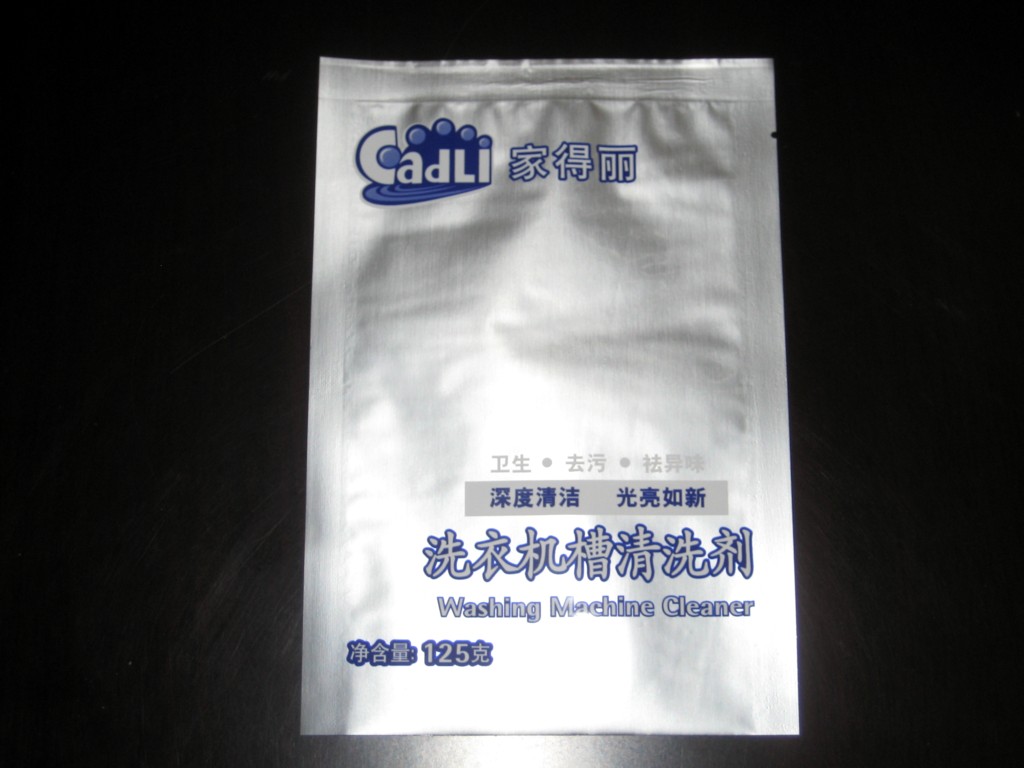 CadLi 家得丽
卫生 • 去污 • 祛异味
深度清洁 光亮如新
洗衣机槽清洗剂
Washing Machine Cleaner
净含量: 125克